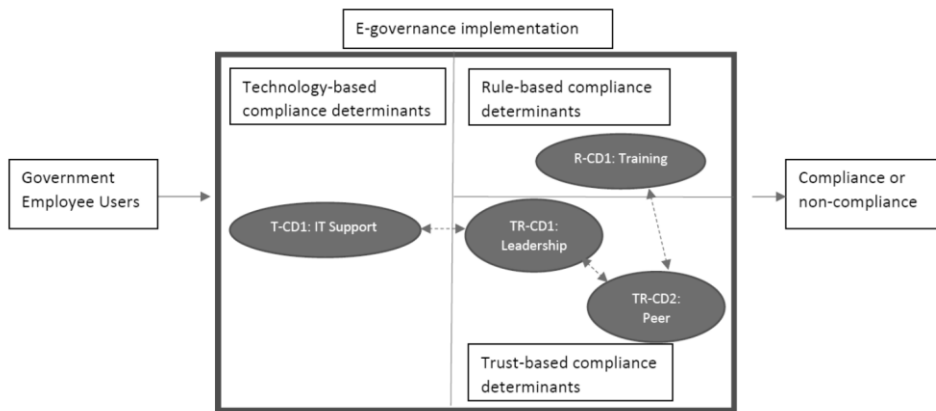 E-governance implementation
Technology-based
compliance determinants
Rule-based compliance
determinants
R-CD1: Training
Government
Employee Users
Compliance or
non-compliance
T-CD1: IT Support
TR-CD1:
Leadership
TR-CD2:
Peer
Trust-based compliance
determinants